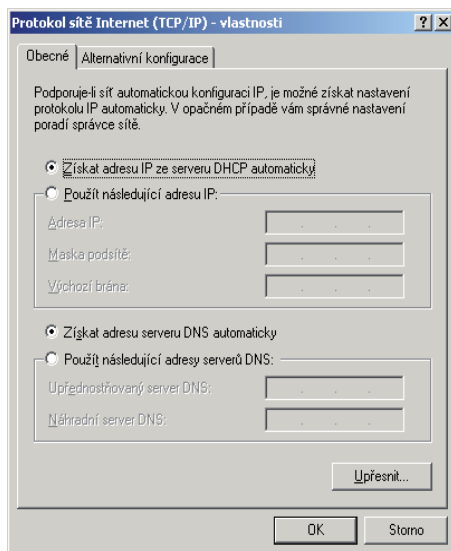 Protokol sítě Internet (TCP/IP) - vlastnosti
Obecné
Alternativní konfigurace
Podporuje-li síť automatickou konfiguraci IP, je možné získat nastavení
protokolu IP automaticky. V opačném případě vám správné nastavení
poradí správce sítě.
Získat adresu IP ze serveru DHCP automaticky
Použít následující adresu IP:
Adresa IP:
Maska podsítě:
Výchozí brána:
Získat adresu serveru DNS automaticky
Použít následující adresy serverů DNS:
Upřednostňovaný server DNS:
Náhradní server DNS:
Upřesnit...
OK
Storno